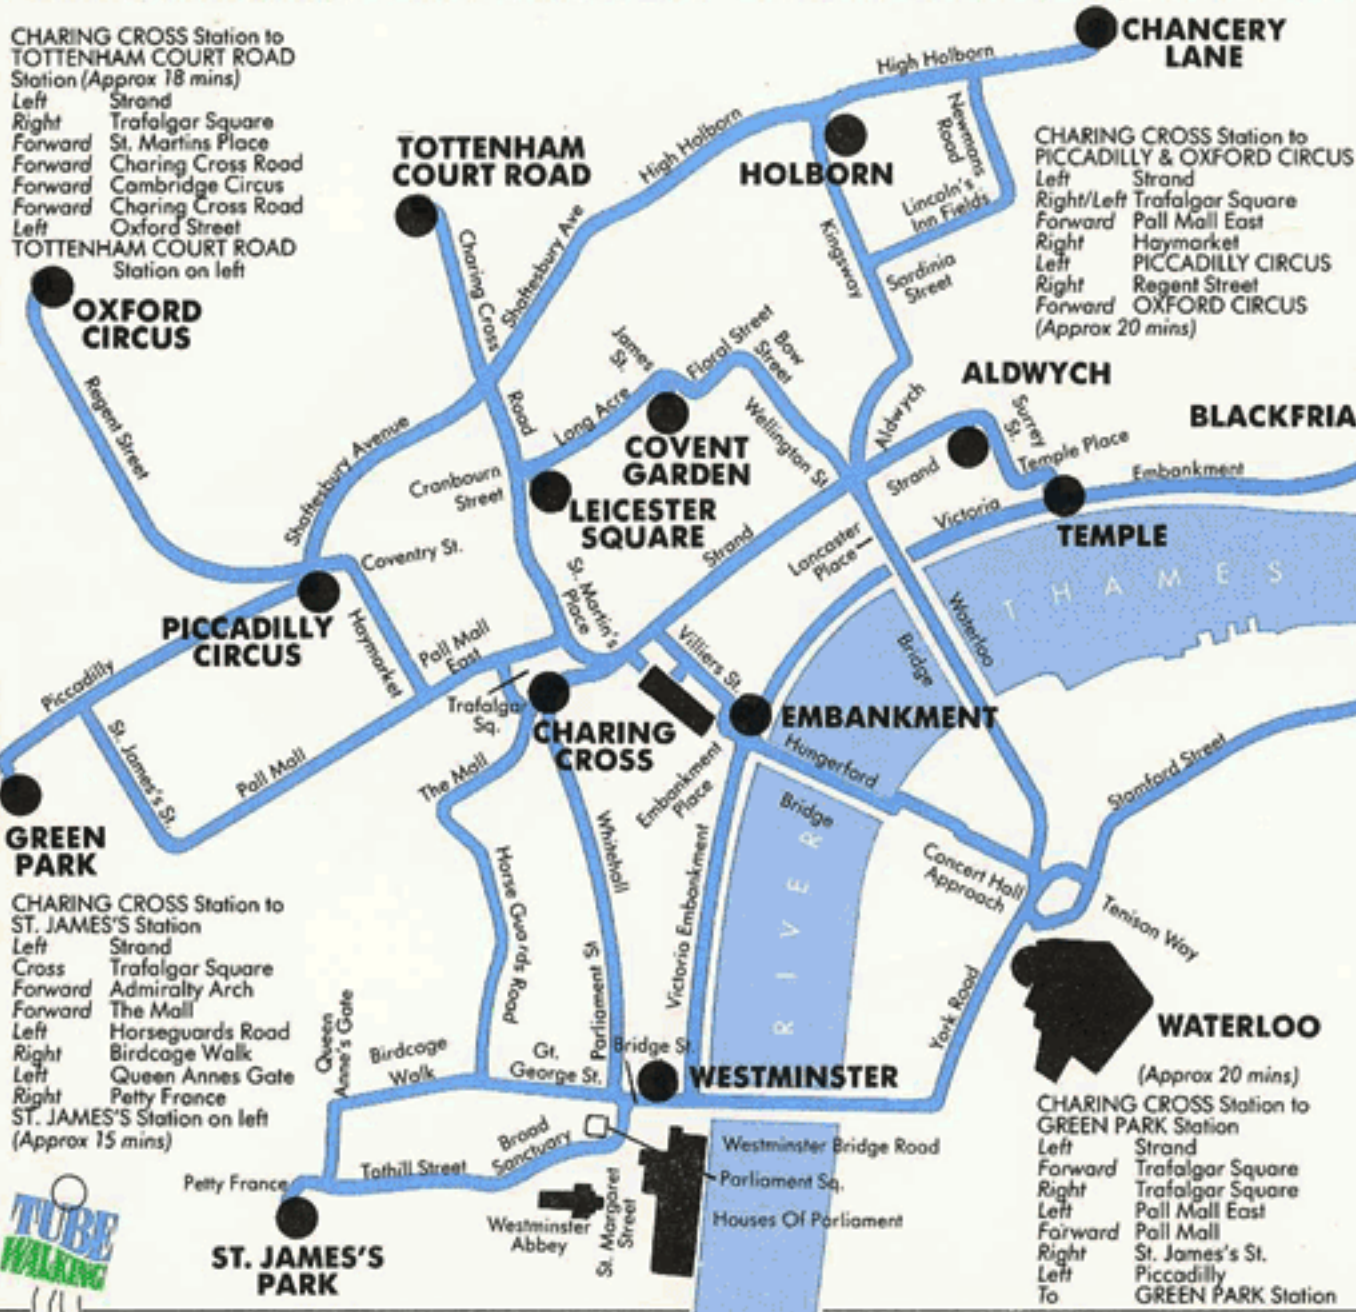 CHARING CROSS Station to
TOTTENHAM COURT ROAD
Station (Approx 18 mins)
Left Strand
Right Trafalgar Square
Forward St. Martins Place
Forward Charing Cross Road
Forward Cambridge Circus
Forward Charing Cross Road
Left Oxford Street
TOTTENHAM COURT ROAD
Station on left
CHANCERY
LANE
High Holborn
High Holborn
Newmans
Road
Lincoln's
Inn Fields
HOLBORN
TOTTENHAM
COURT ROAD
CHARING CROSS Station to
PICCADILLY & OXFORD CIRCUS
Left Strand
Right/Left Trafalgar Square
Forward Pall Mall East
Right Haymarket
Left PICCADILLY CIRCUS
Right Regent Street
Forward OXFORD CIRCUS
(Approx 20 mins)
OXFORD
CIRCUS
Charing Cross
Road
Shaftesbury Ave
Kingsway
Sardinia
Street
James
St.
Floral Street
Bow
Street
ALDWYCH
BLACKFRIA
Regent Street
Shaftesbury Avenue
Long Acre
COVENT
GARDEN
Wellington St.
Aldwych
Surrey
St.
Strand
Temple Place
Embankment
Cranbourn
Street
LEICESTER
SQUARE
Victoria
TEMPLE
Strand
Lancaster
Place
THAMES
Coventry St.
St. Martin's
Place
PICCADILLY
CIRCUS
Haymarket
Pall Mall
East
Villiers St.
Waterloo
Bridge
Piccadilly
Trafalgar
Sq.
CHARING
CROSS
EMBANKMENT
St. James's St.
Pall Mall
The Mall
Embankment
Place
Hungerford
Bridge
Stamford Street
GREEN
PARK
Whitehall
Victoria Embankment
RIVER
Concert Hall
Approach
Tenison Way
CHARING CROSS Station to
ST. JAMES'S Station
Left Strand
Cross Trafalgar Square
Forward Admiralty Arch
Forward The Mall
Left Horseguards Road
Right Birdcage Walk
Left Queen Annes Gate
Right Petty France
ST. JAMES'S Station on left
(Approx 15 mins)
Horse Guards Road
Parliament St
York Road
WATERLOO
Queen
Anne's Gate
Birdcage
Walk
Gt.
George St.
Bridge St.
WESTMINSTER
(Approx 20 mins)
CHARING CROSS Station to
GREEN PARK Station
Left Strand
Forward Trafalgar Square
Right Trafalgar Square
Left Pall Mall East
Forward Pall Mall
Right St. James's St.
Left Piccadilly
To GREEN PARK Station
Petty France
Tothill Street
Broad
Sanctuary
Westminster Bridge Road
Parliament Sq.
Houses Of Parliament
Westminster
Abbey
St. Margaret
Street
ST. JAMES'S
PARK
TUBE
WALKING